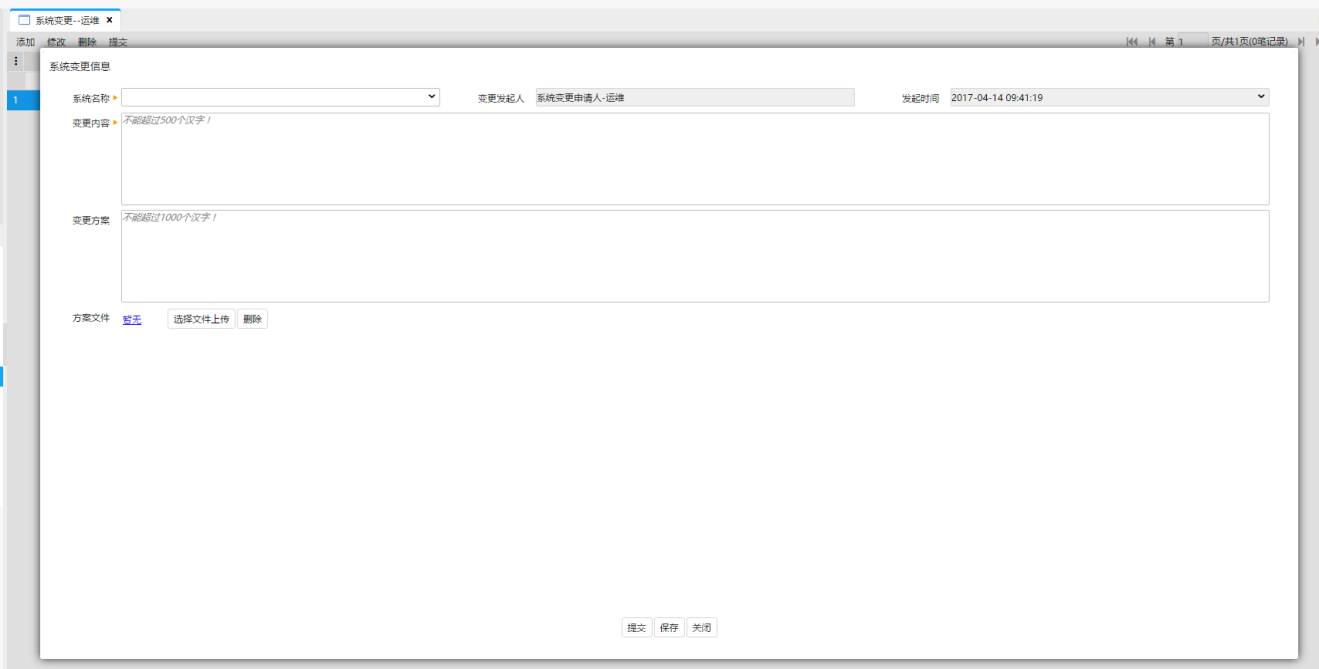 系统变更--运维 ×
添加 修改 删除 提交 第 1 页/共1页(0笔记录)
系统变更信息
1
系统名称 变更发起人 系统变更申请人-运维 发起时间 2017-04-14 09:41:19
变更内容 不能超过500个汉字！
变更方案 不能超过1000个汉字！
方案文件 暂无 选择文件上传 删除
提交 保存 关闭